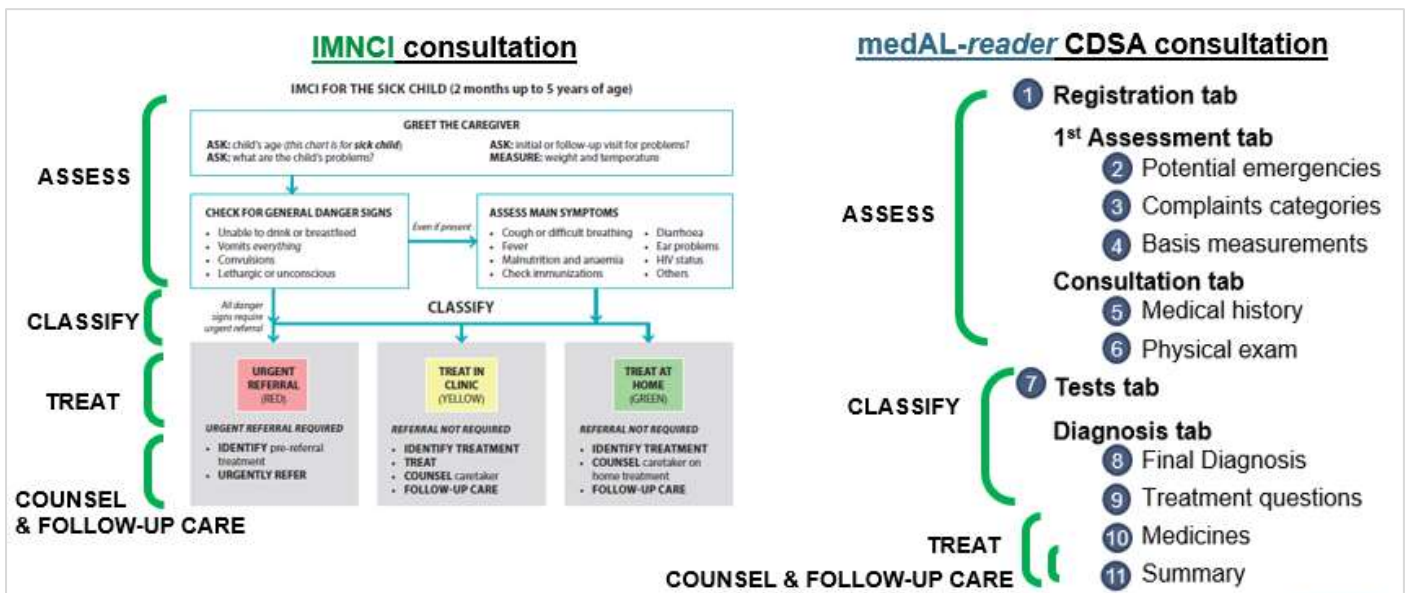 IMNCI consultation
IMCI FOR THE SICK CHILD (2 months up to 5 years of age)
ASSESS
GREET THE CAREGIVER
ASK: child's age (this chart is for sick child)
ASK: what are the child's problems?
ASK: initial or follow-up visit for problems?
MEASURE: weight and temperature
CHECK FOR GENERAL DANGER SIGNS
• Unable to drink or breastfeed
• Vomits everything
• Convulsions
• Lethargic or unconscious
Even if present
ASSESS MAIN SYMPTOMS
• Cough or difficult breathing
• Fever
• Malnutrition and anaemia
• Check immunizations
• Diarrhoea
• Ear problems
• HIV status
• Others
CLASSIFY
All danger
signs require
urgent referral
CLASSIFY
TREAT
URGENT
REFERRAL
(RED)
TREAT IN
CLINIC
(YELLOW)
TREAT AT
HOME
(GREEN)
COUNSEL
& FOLLOW-UP CARE
URGENT REFERRAL REQUIRED
• IDENTIFY pre-referral
treatment
• URGENTLY REFER
REFERRAL NOT REQUIRED
• IDENTIFY TREATMENT
• TREAT
• COUNSEL caretaker
• FOLLOW-UP CARE
REFERRAL NOT REQUIRED
• IDENTIFY TREATMENT
• COUNSEL caretaker on
home treatment
• FOLLOW-UP CARE
medAL-reader CDSA consultation
ASSESS
1 Registration tab
1st Assessment tab
2 Potential emergencies
3 Complaints categories
4 Basis measurements
Consultation tab
5 Medical history
6 Physical exam
CLASSIFY
7 Tests tab
Diagnosis tab
8 Final Diagnosis
9 Treatment questions
TREAT
10 Medicines
COUNSEL & FOLLOW-UP CARE
11 Summary